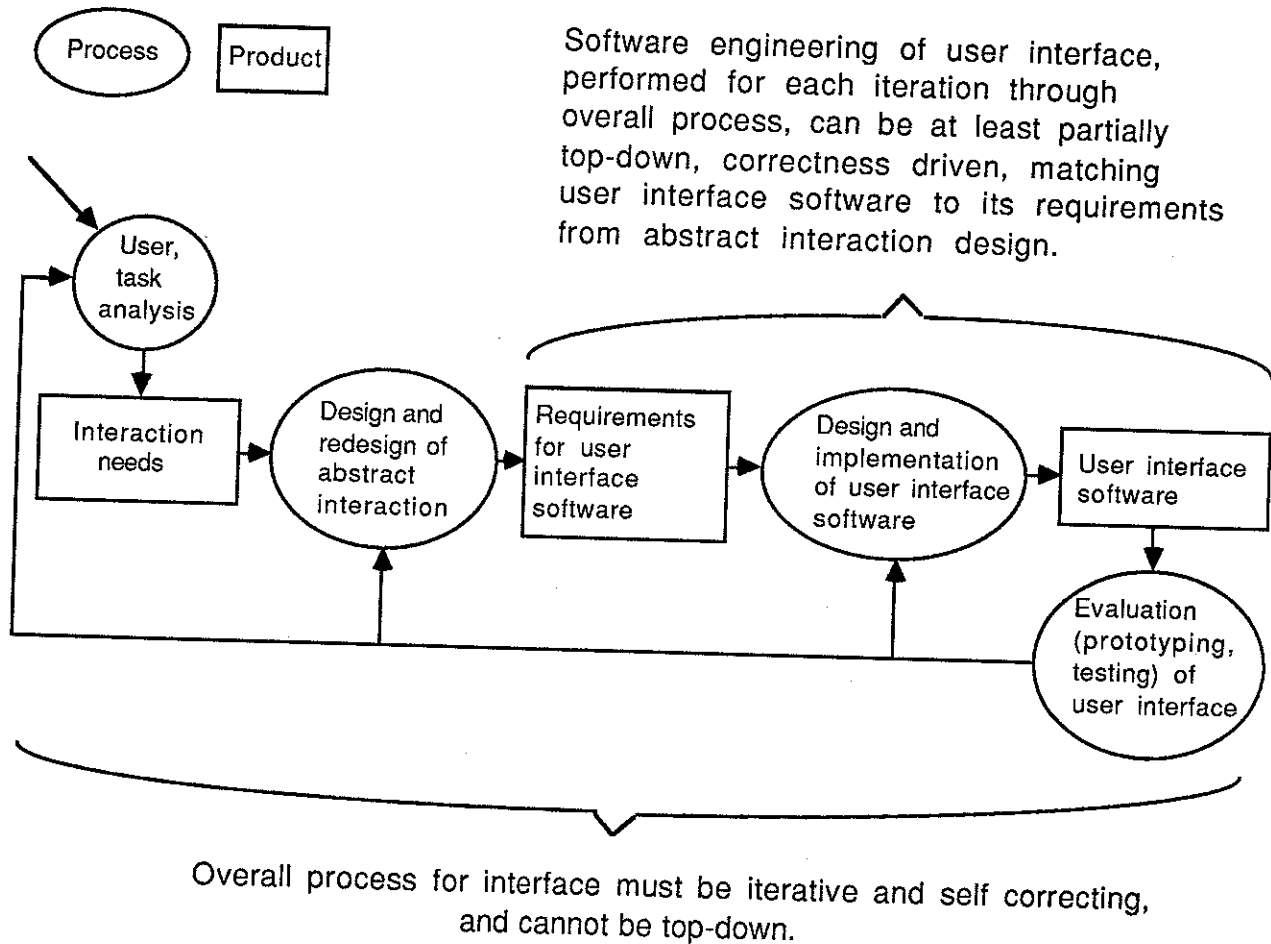 Process
Product
Software engineering of user interface,
performed for each iteration through
overall process, can be at least partially
top-down, correctness driven, matching
user interface software to its requirements
from abstract interaction design.
User,
task
analysis
Interaction
needs
Design and
redesign of
abstract
interaction
Requirements
for user
interface
software
Design and
implementation
of user interface
software
User interface
software
Evaluation
(prototyping,
testing) of
user interface
Overall process for interface must be iterative and self correcting,
and cannot be top-down.